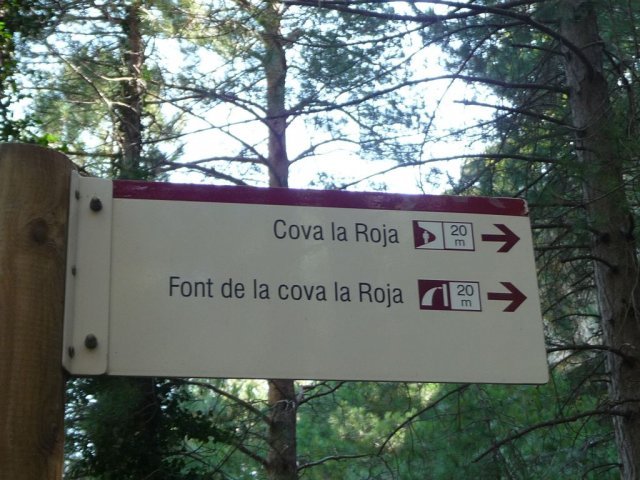 Cova la Roja 20 m
Font de la cova la Roja 20 m